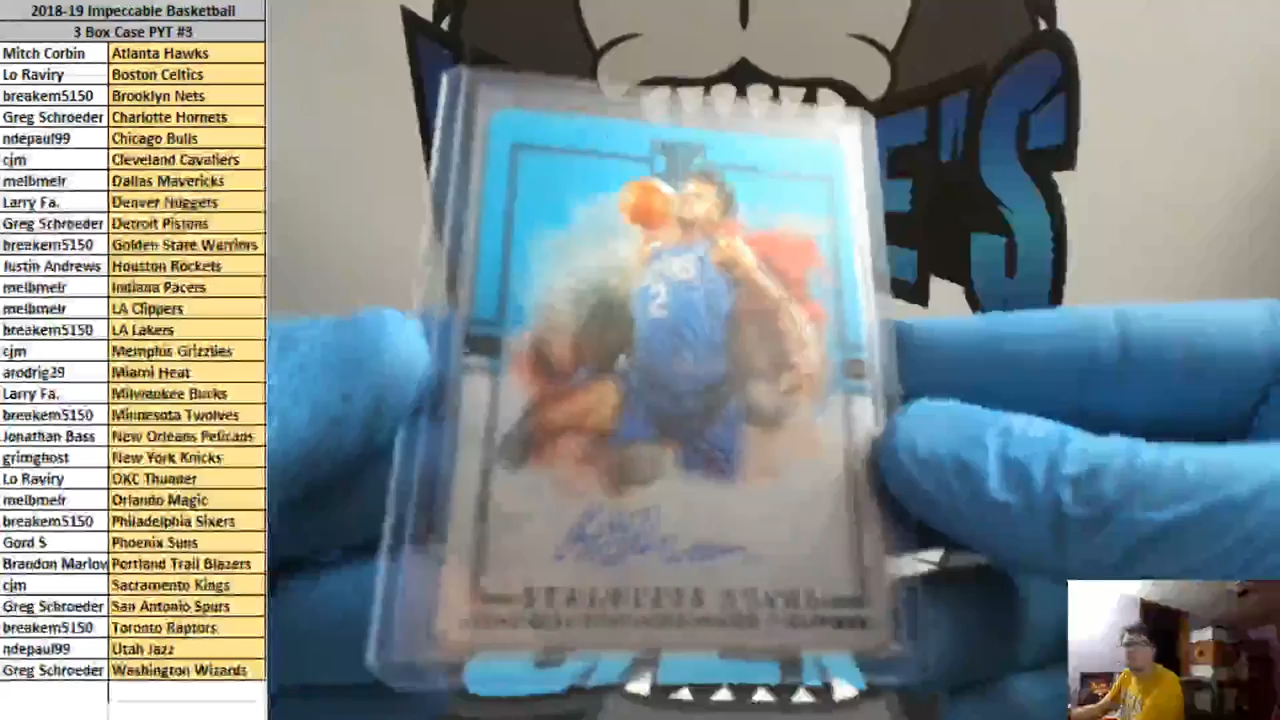 2018-19 Impeccable Basketball
3 Box Case PYT #3
Mitch Corbin Atlanta Hawks
Lo Raviry Boston Celtics
breakem5150 Brooklyn Nets
Greg Schroeder Charlotte Hornets
ndepaul99 Chicago Bulls
cjm Cleveland Cavaliers
melbmelr Dallas Mavericks
Larry Fa. Denver Nuggets
Greg Schroeder Detroit Pistons
breakem5150 Golden State Warriors
Justin Andrews Houston Rockets
melbmelr Indiana Pacers
melbmelr LA Clippers
breakem5150 LA Lakers
cjm Memphis Grizzlies
arodrig29 Miami Heat
Larry Fa. Milwaukee Bucks
breakem5150 Minnesota Twolves
Jonathan Bass New Orleans Pelicans
grimghost New York Knicks
Lo Raviry OKC Thunder
melbmelr Orlando Magic
breakem5150 Philadelphia Sixers
Gord S Phoenix Suns
Brandon Marlow Portland Trail Blazers
cjm Sacramento Kings
Greg Schroeder San Antonio Spurs
breakem5150 Toronto Raptors
ndepaul99 Utah Jazz
Greg Schroeder Washington Wizards
E'S
2
STAINLESS STARS